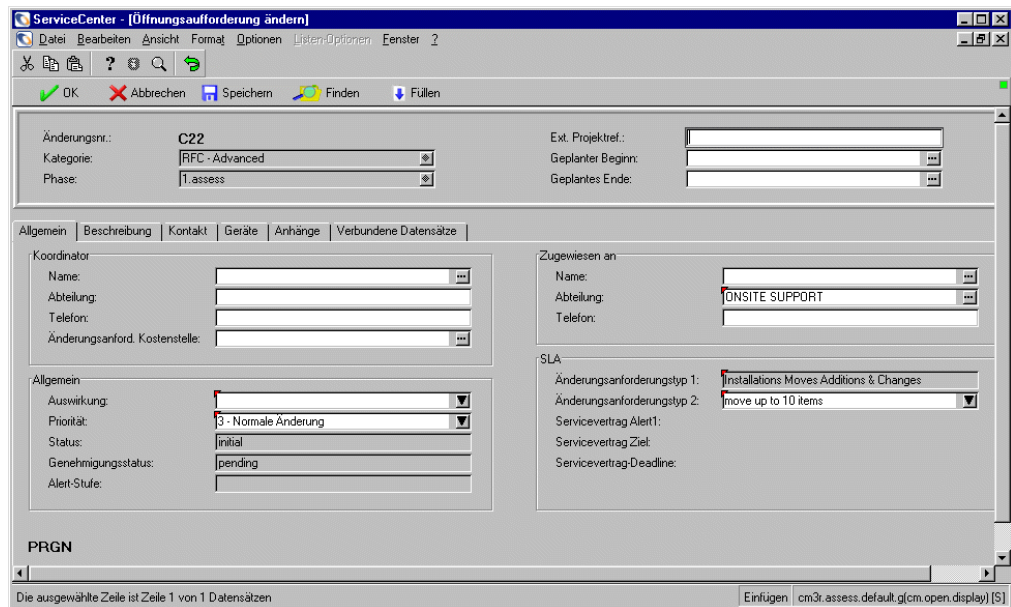 ServiceCenter - [Öffnungsaufforderung ändern]
Datei Bearbeiten Ansicht Format Optionen Listen-Optionen Fenster ?
OK Abbrechen Speichern Finden Füllen
Änderungsnr.: C22
Kategorie: RFC - Advanced
Phase: 1.assess
Ext. Projektref.:
Geplanter Beginn:
Geplantes Ende:
Allgemein Beschreibung Kontakt Geräte Anhänge Verbundene Datensätze
Koordinator
Name:
Abteilung:
Telefon:
Änderungsanford. Kostenstelle:
Zugewiesen an
Name:
Abteilung: ONSITE SUPPORT
Telefon:
Allgemein
Auswirkung:
Priorität: 3 - Normale Änderung
Status: initial
Genehmigungsstatus: pending
Alert-Stufe:
SLA
Änderungsanforderungstyp 1: Installations Moves Additions & Changes
Änderungsanforderungstyp 2: move up to 10 items
Servicevertrag Alert1:
Servicevertrag Ziel:
Servicevertrag-Deadline:
PRGN
Die ausgewählte Zeile ist Zeile 1 von 1 Datensätzen
Einfügen cm3r.assess.default.g(cm.open.display) [S]